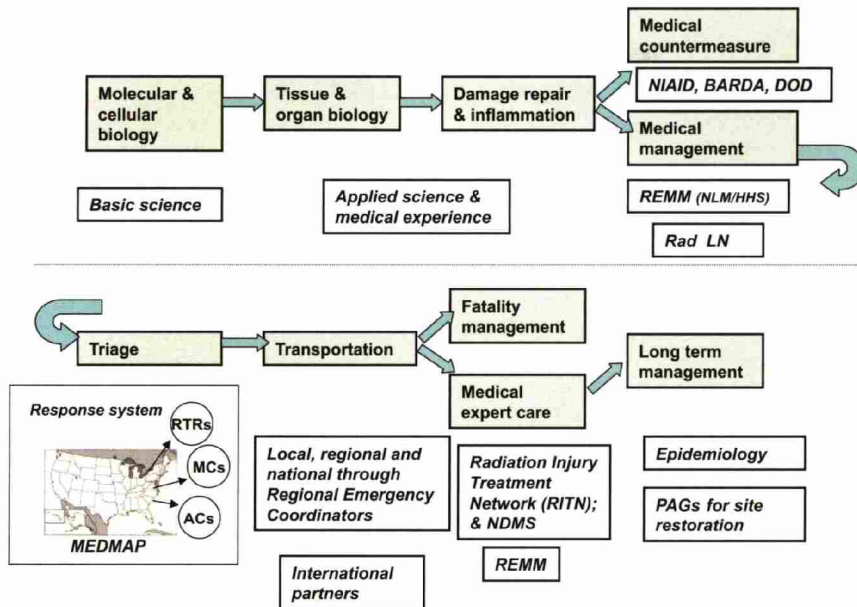 Molecular &
cellular
biology
Tissue &
organ biology
Damage repair
& inflammation
Medical
countermeasure
NIAID, BARDA, DOD
Medical
management
Basic science
Applied science &
medical experience
REMM (NLM/HHS)
Rad LN
Triage
Transportation
Fatality
management
Medical
expert care
Long term
management
Response system
RTRs
MCs
ACs
MEDMAP
Local, regional and
national through
Regional Emergency
Coordinators
International
partners
Radiation Injury
Treatment
Network (RITN);
& NDMS
REMM
Epidemiology
PAGs for site
restoration